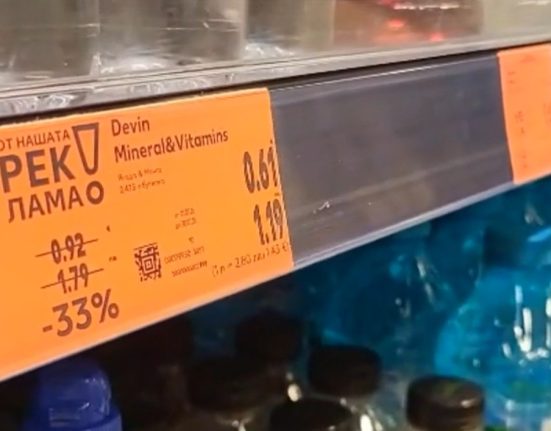 ОТ НАШАТА
РЕК
ЛАМА!
Devin
Mineral&Vitamins
0.61
1.19
0.92
1.79
-33%